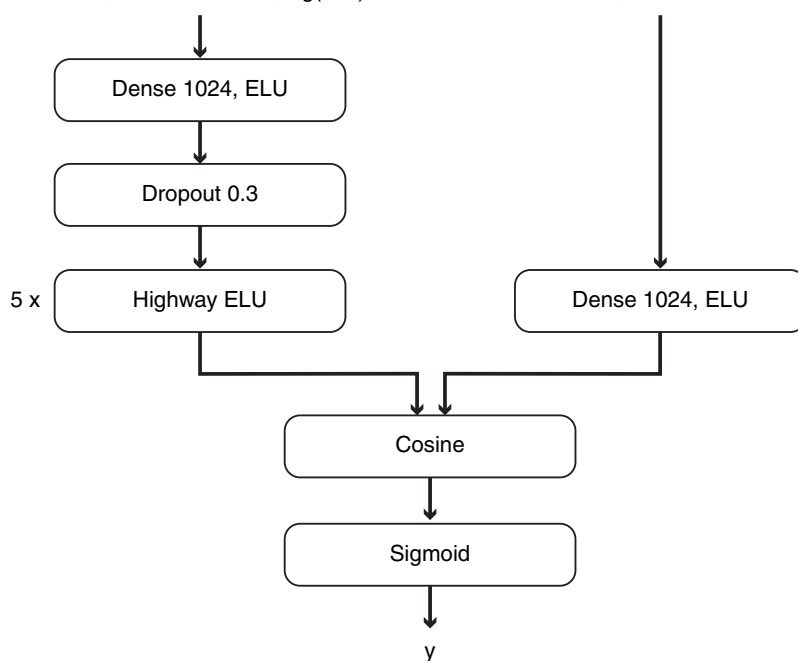 Dense 1024, ELU
Dropout 0.3
5 x Highway ELU
Dense 1024, ELU
Cosine
Sigmoid
y